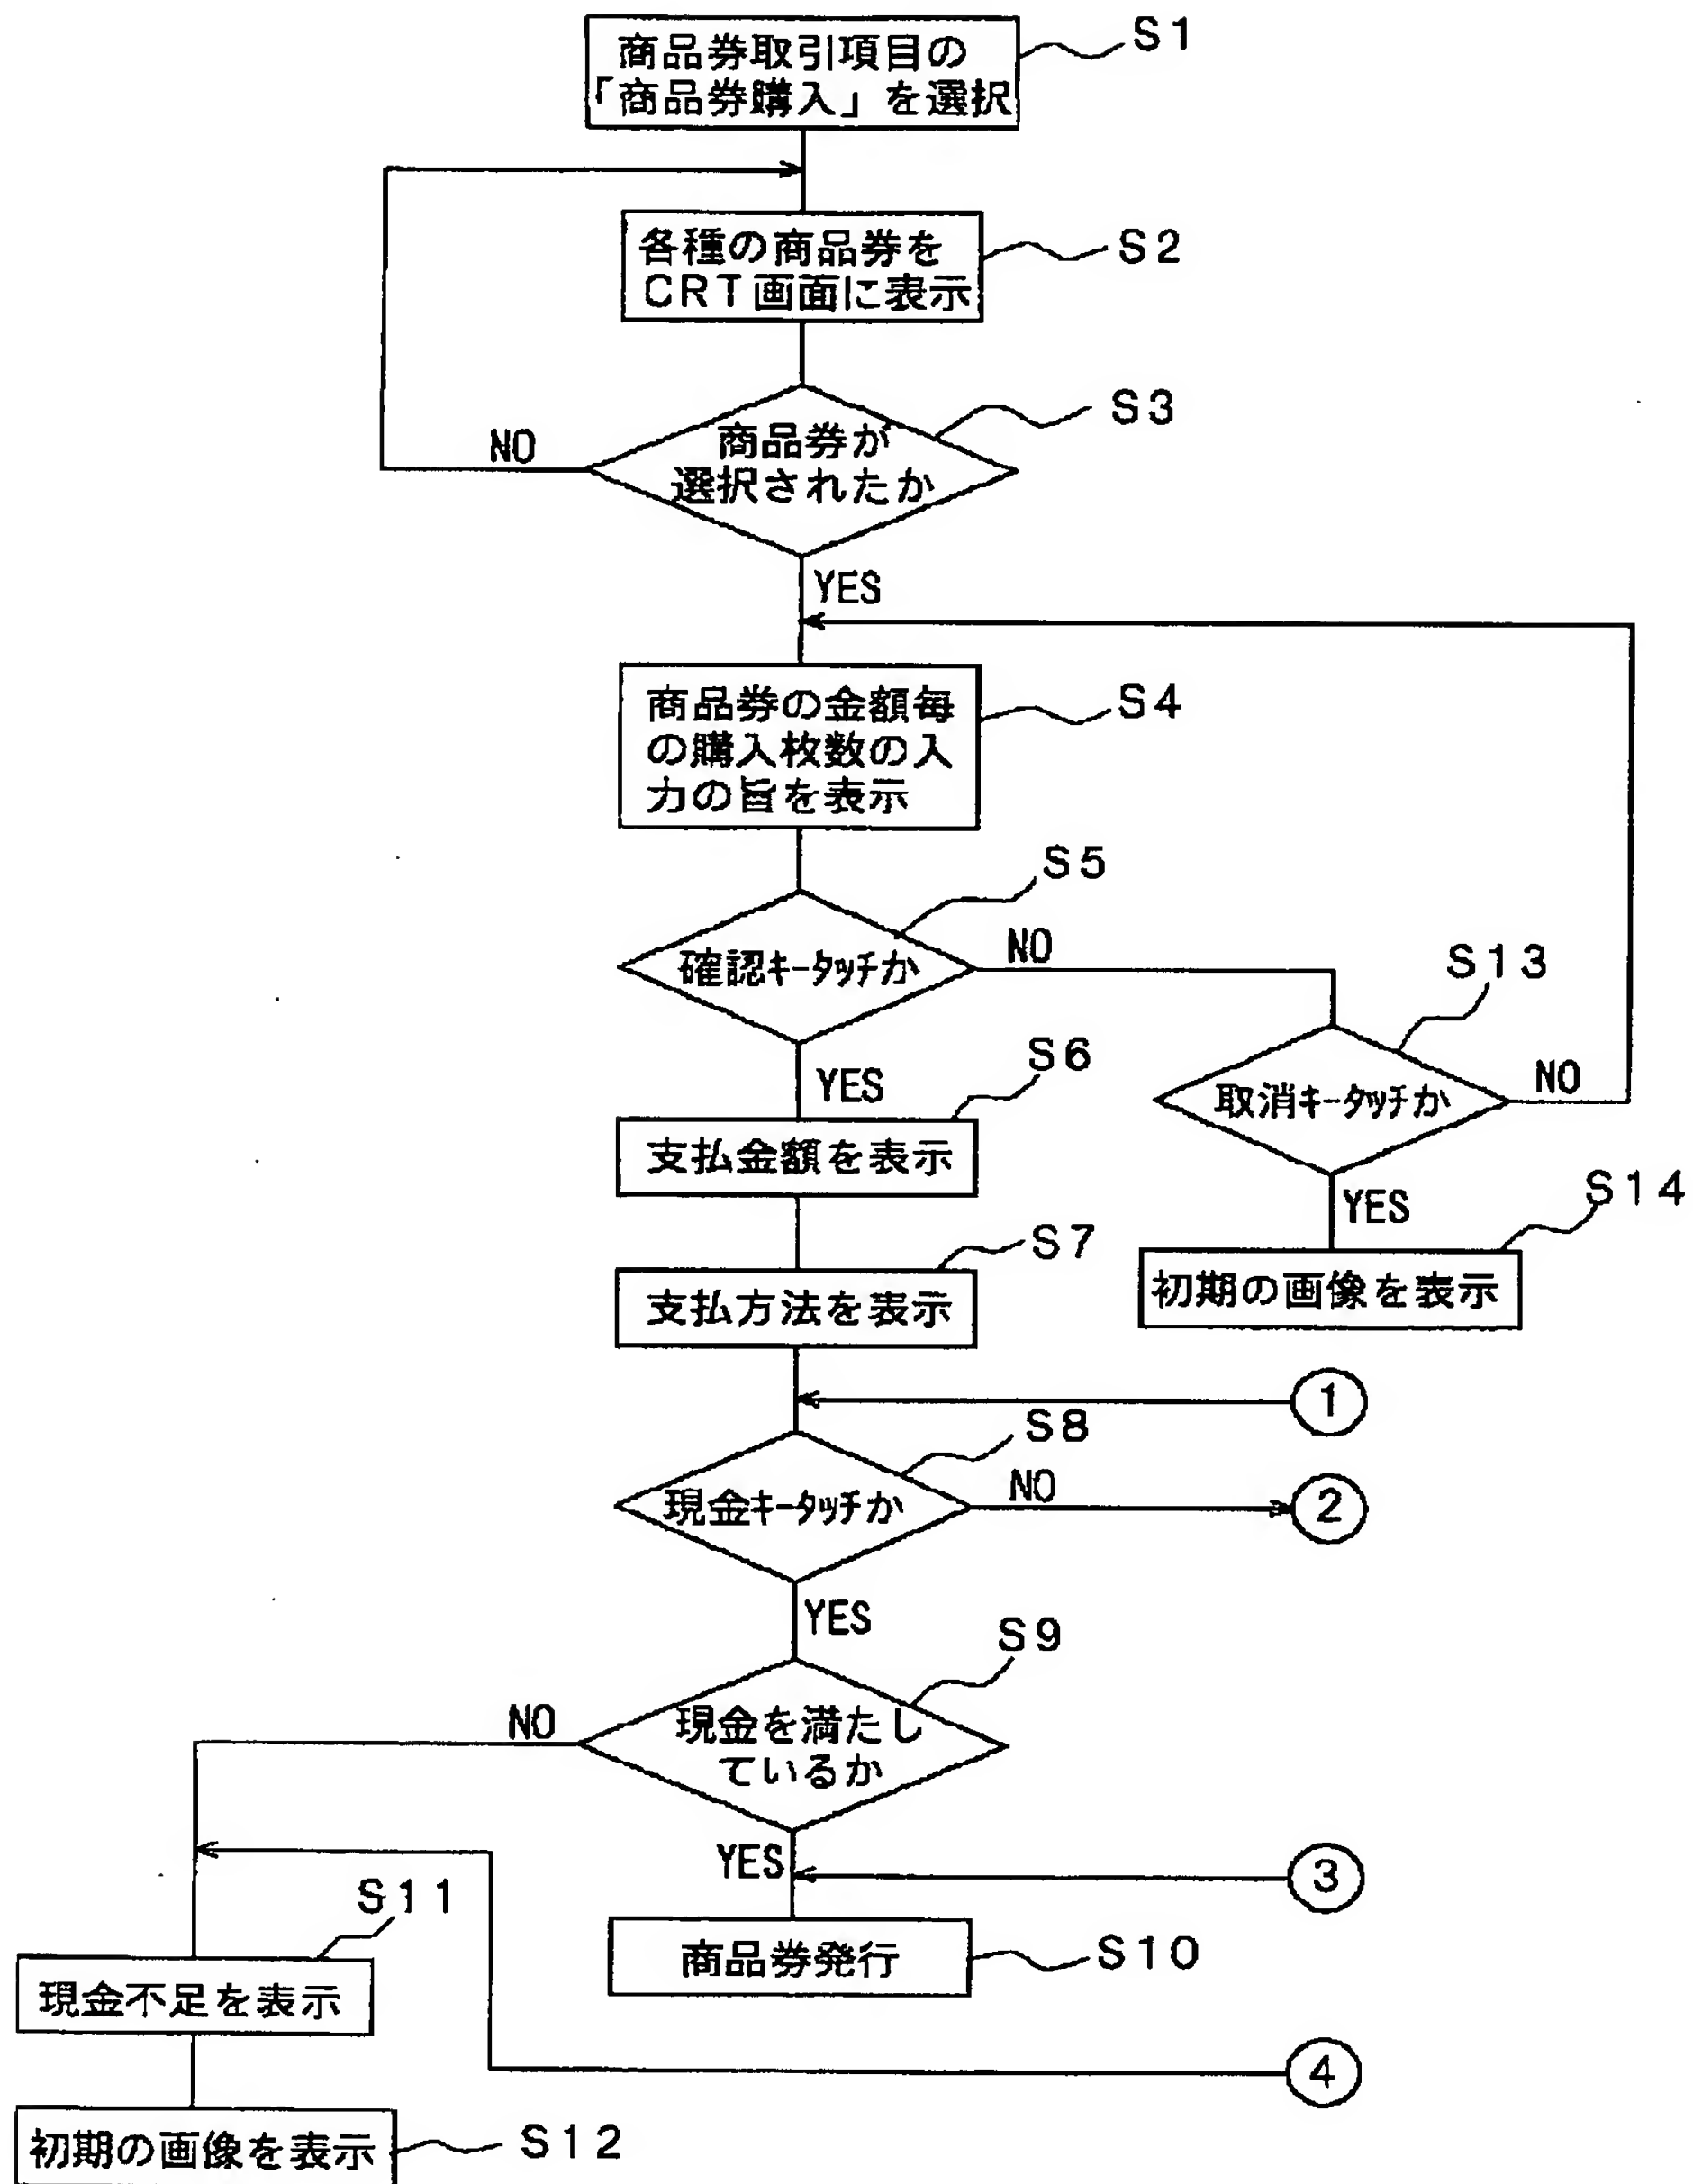 商品券取引項目の
「商品券購入」を選択
S1
各種の商品券を
CRT画面に表示
S2
商品券が
選択されたか
S3
NO
YES
商品券の金額毎
の購入枚数の入
力の旨を表示
S4
確認キータッチか
S5
NO
YES
取消キータッチか
S13
NO
YES
支払金額を表示
S6
初期の画像を表示
S14
支払方法を表示
S7
①
現金キータッチか
S8
NO
②
YES
現金を満たし
ているか
S9
NO
YES
③
商品券発行
S10
現金不足を表示
S11
④
初期の画像を表示
S12